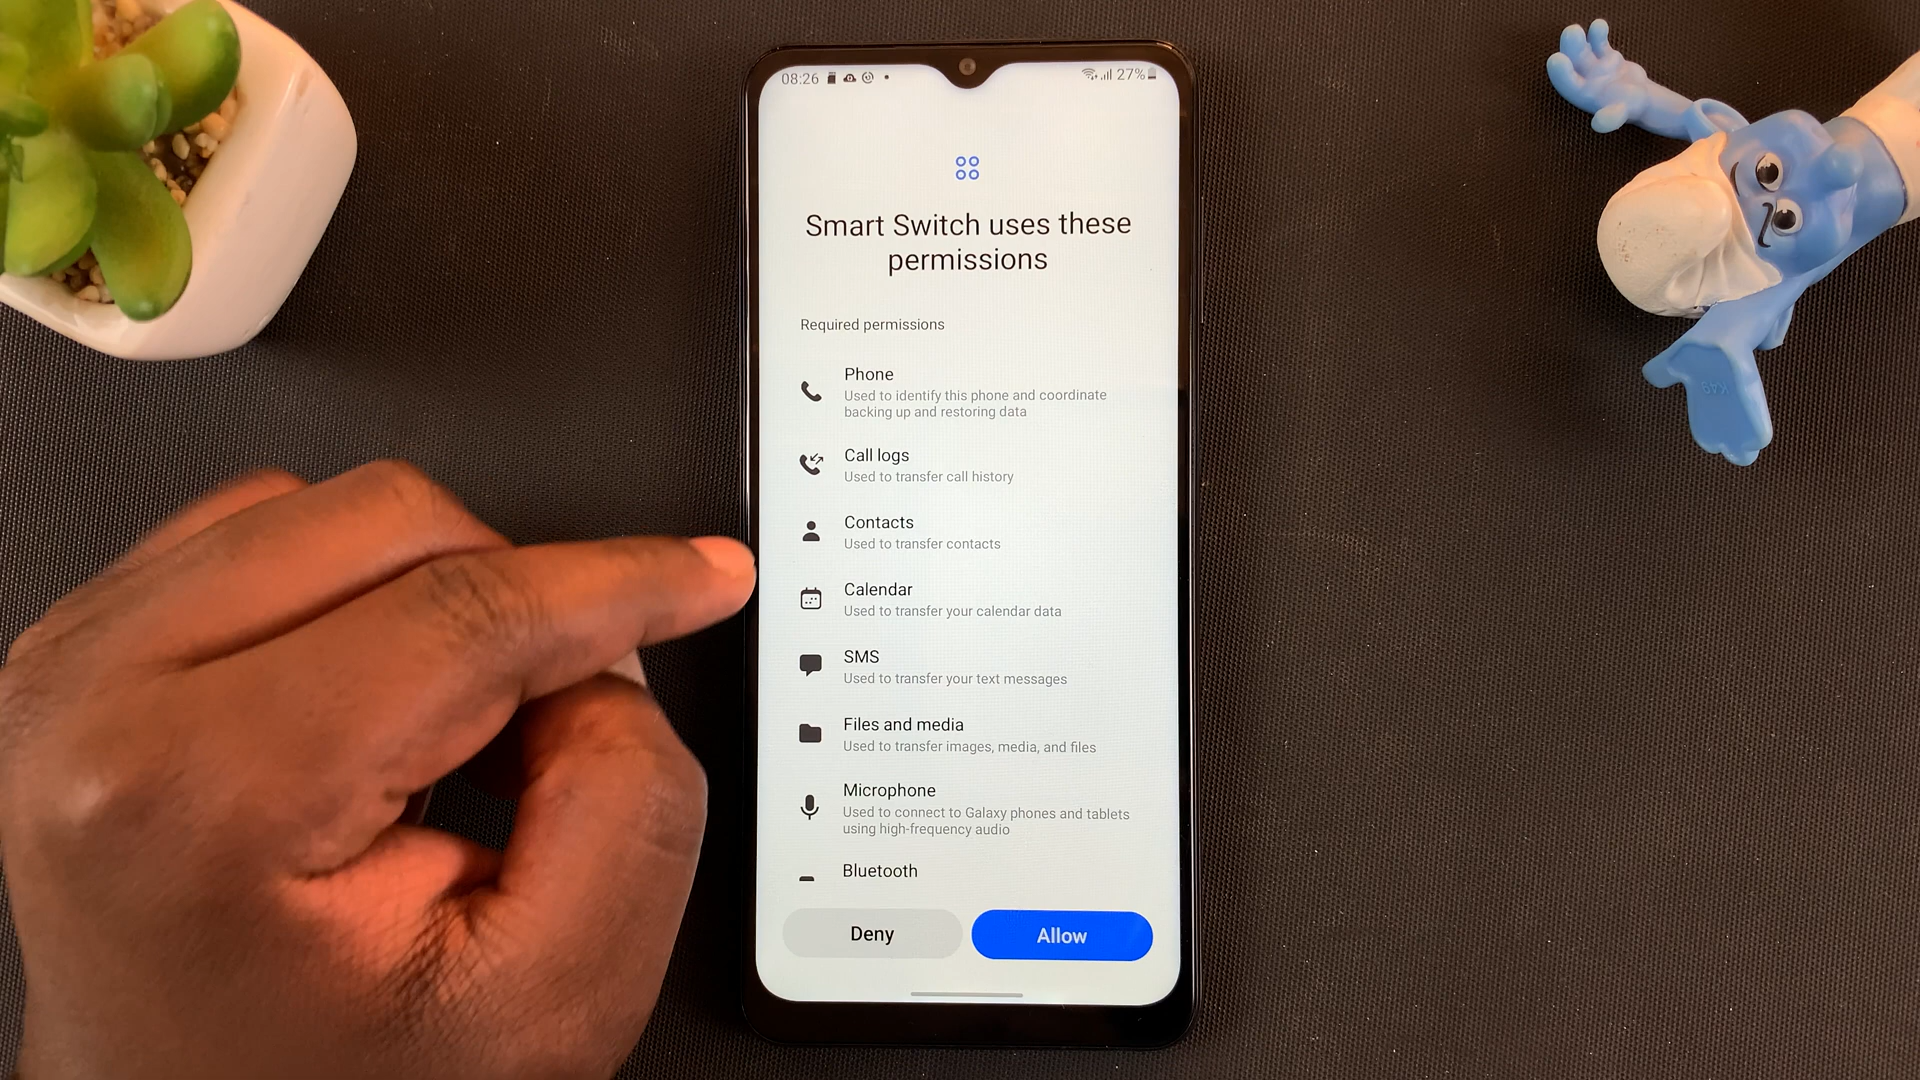 08:26
27%
Smart Switch uses these
permissions
Required permissions
Phone
Used to identify this phone and coordinate
backing up and restoring data
Call logs
Used to transfer call history
Contacts
Used to transfer contacts
Calendar
Used to transfer your calendar data
SMS
Used to transfer your text messages
Files and media
Used to transfer images, media, and files
Microphone
Used to connect to Galaxy phones and tablets
using high-frequency audio
Bluetooth
Deny
Allow